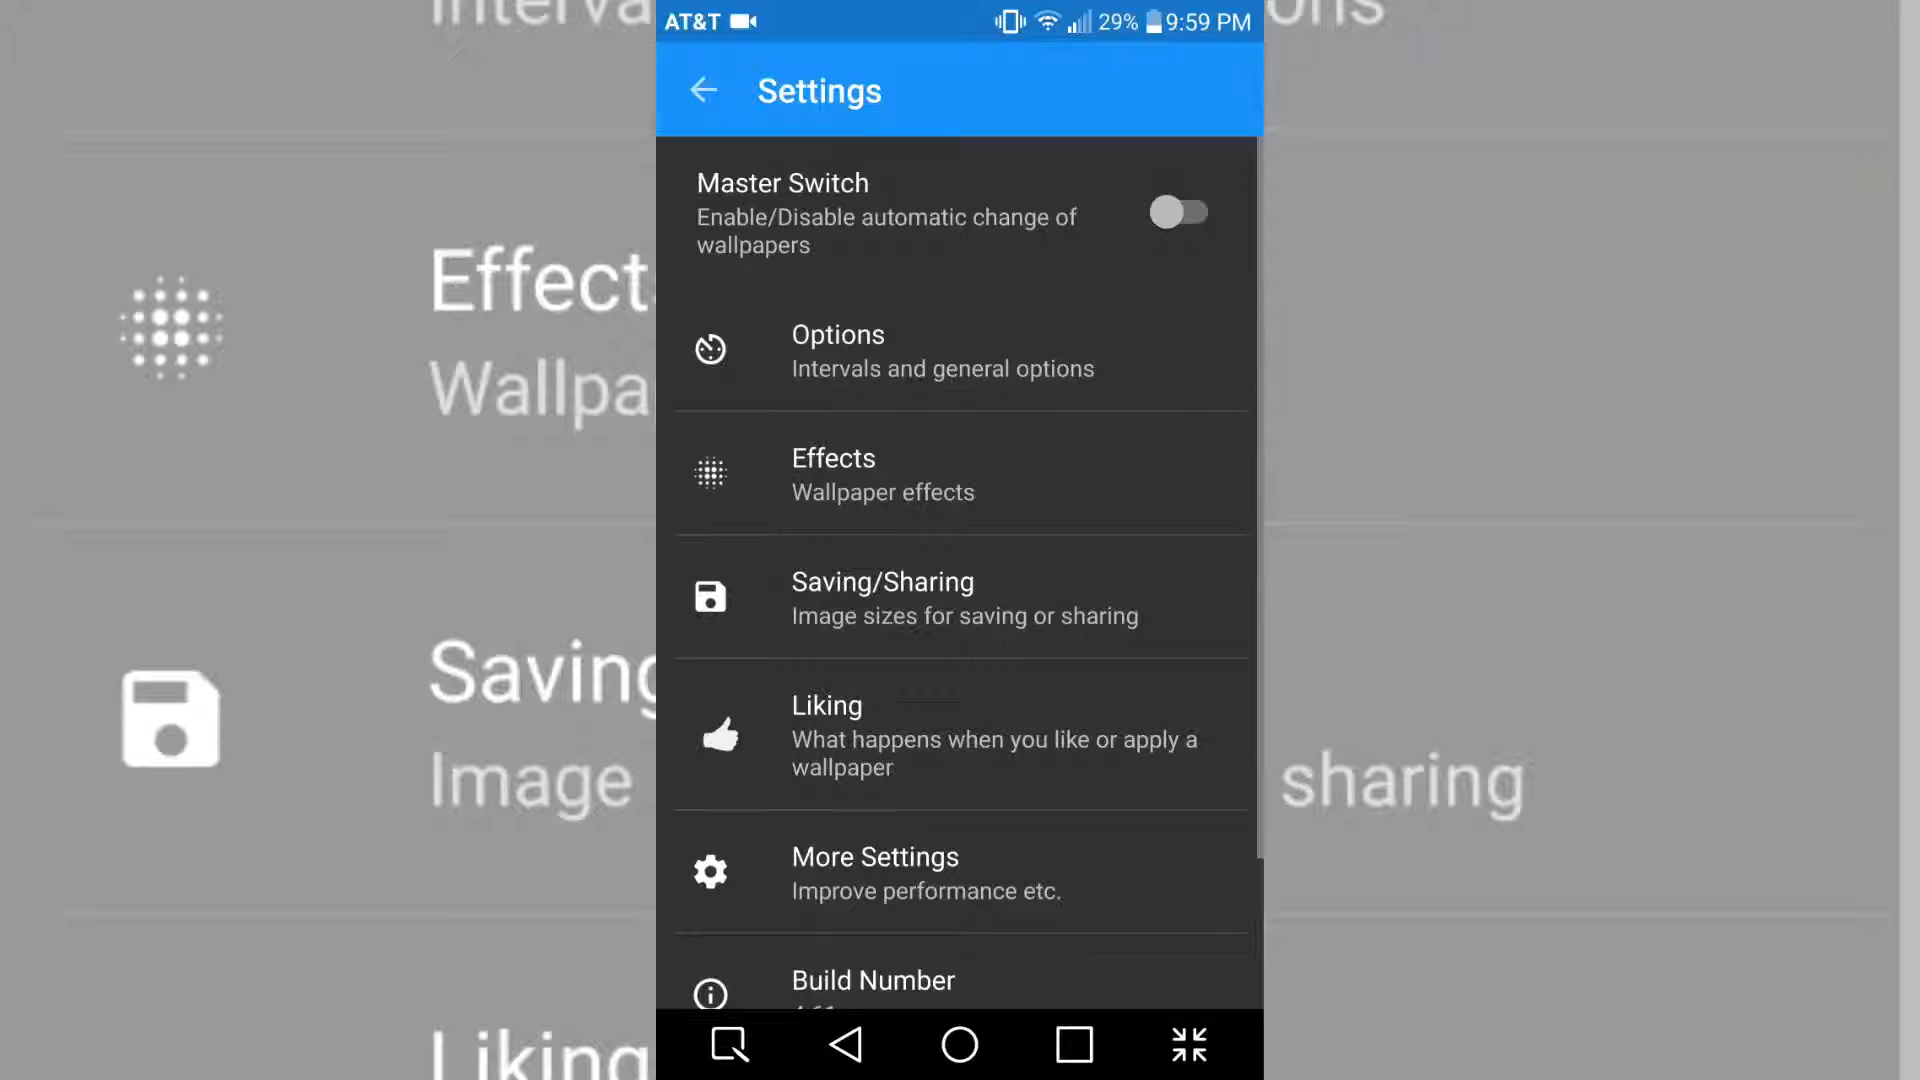 AT&T 29% 9:59 PM
Settings
Master Switch
Enable/Disable automatic change of
wallpapers
Options
Intervals and general options
Effects
Wallpaper effects
Saving/Sharing
Image sizes for saving or sharing
Liking
What happens when you like or apply a
wallpaper
More Settings
Improve performance etc.
Build Number
Effect
Wallpa
Saving
Image
sharing
Liking